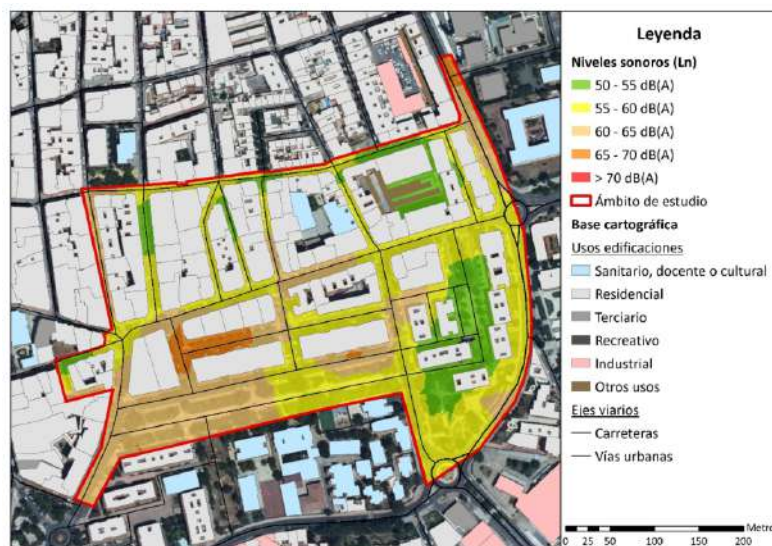 Leyenda
Niveles sonoros (Ln)
50 - 55 dB(A)
55 - 60 dB(A)
60 - 65 dB(A)
65 - 70 dB(A)
> 70 dB(A)
Ámbito de estudio
Base cartográfica
Usos edificaciones
Sanitario, docente o cultural
Residencial
Terciario
Recreativo
Industrial
Otros usos
Ejes viarios
Carreteras
Vías urbanas
Metro
0 25 50 100 150 200